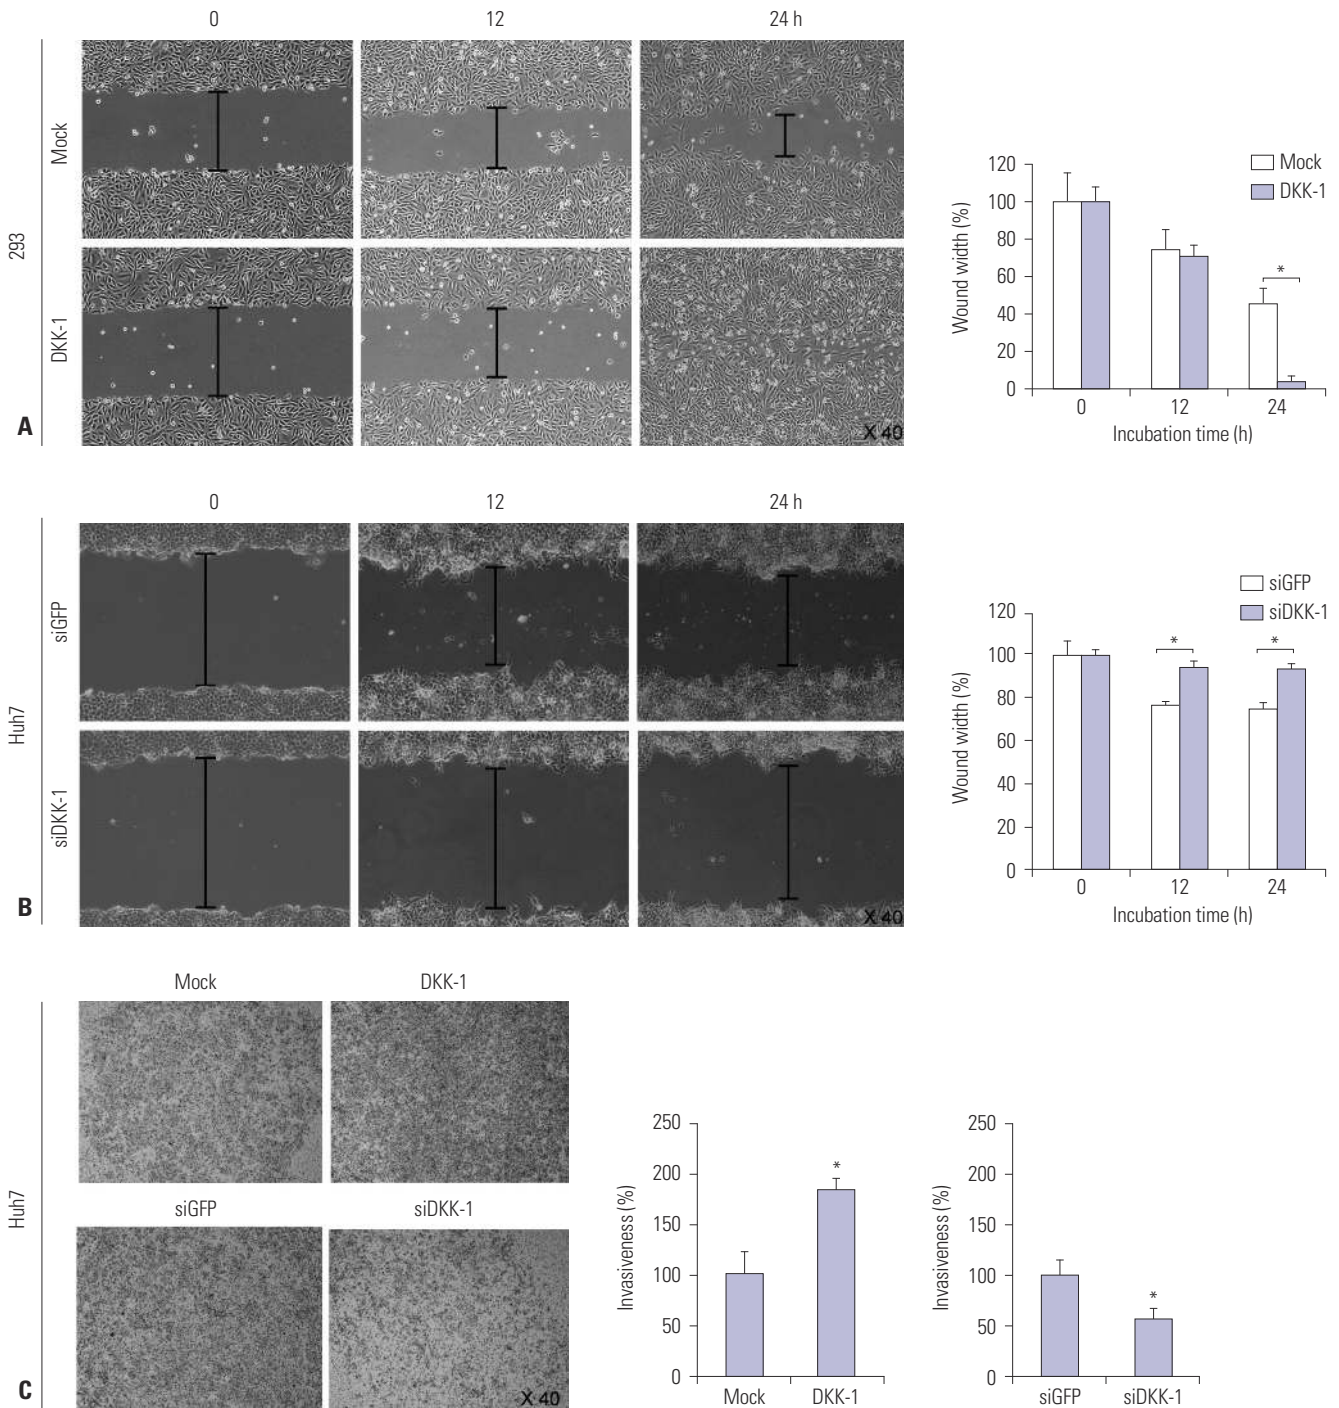 0 12 24 h
293
Mock
DKK-1
X 40
A
Mock
DKK-1
Wound width (%)
120
100
80
60
40
20
0
*
0 12 24
Incubation time (h)
0 12 24 h
Huh7
siGFP
siDKK-1
X 40
B
siGFP
siDKK-1
Wound width (%)
120
100
80
60
40
20
0
* *
0 12 24
Incubation time (h)
Mock DKK-1
Huh7
siGFP siDKK-1
X 40
C
Invasiveness (%)
250
200
150
100
50
0
*
Mock DKK-1
Invasiveness (%)
250
200
150
100
50
0
*
siGFP siDKK-1